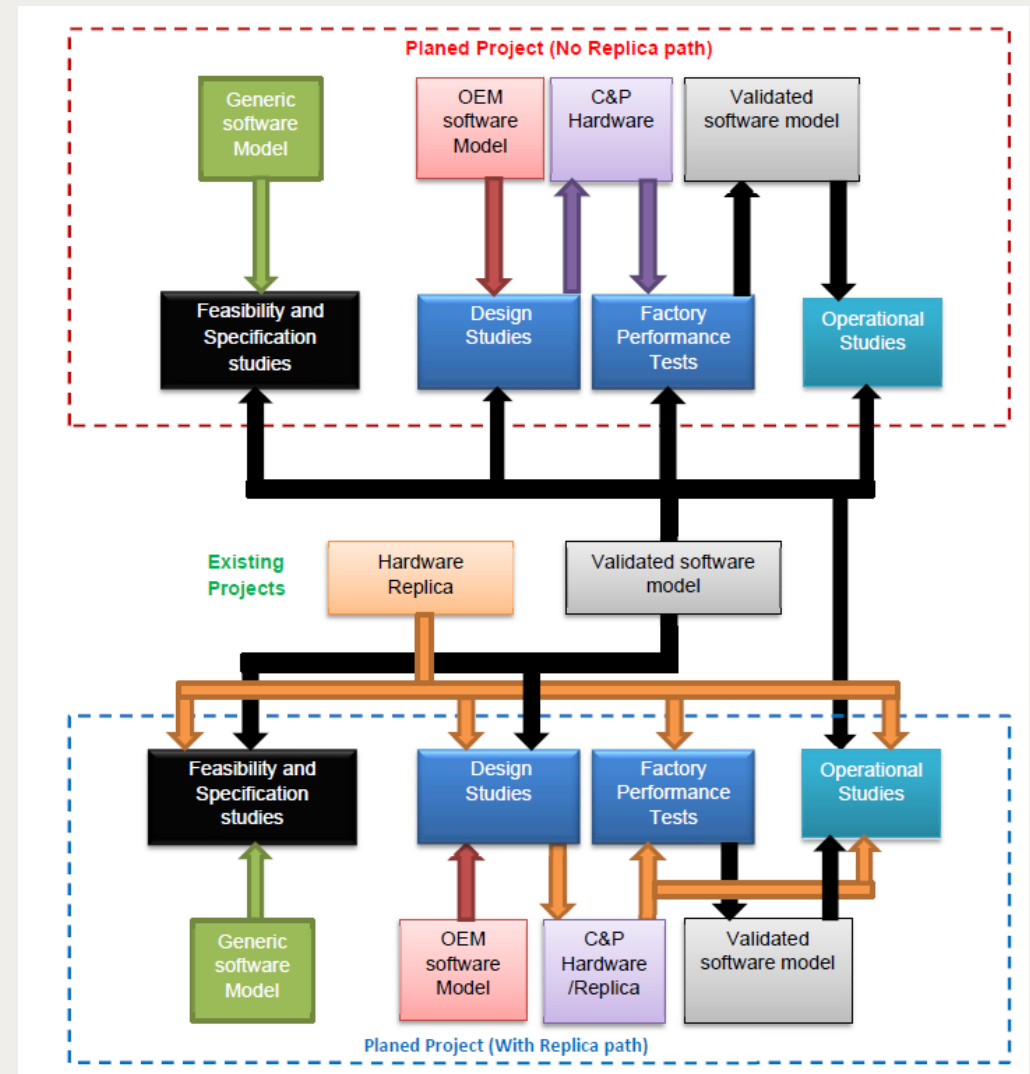 Planed Project (No Replica path)
Generic
software
Model
OEM
software
Model
C&P
Hardware
Validated
software model
Feasibility and
Specification
studies
Design
Studies
Factory
Performance
Tests
Operational
Studies
Existing
Projects
Hardware
Replica
Validated software
model
Feasibility and
Specification
studies
Design
Studies
Factory
Performance
Tests
Operational
Studies
Generic
software
Model
OEM
software
Model
C&P
Hardware
/Replica
Validated
software model
Planed Project (With Replica path)